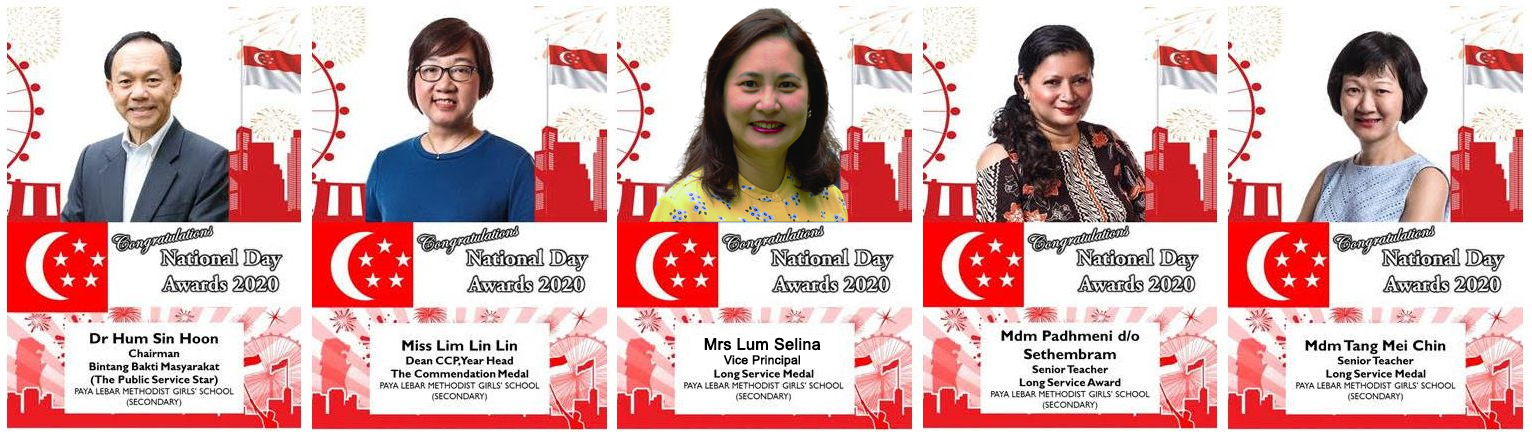 Congratulations
National Day
Awards 2020
Dr Hum Sin Hoon
Chairman
Bintang Bakti Masyarakat
(The Public Service Star)
PAYA LEBAR METHODIST GIRLS' SCHOOL
(SECONDARY)
Congratulations
National Day
Awards 2020
Miss Lim Lin Lin
Dean CCP,Year Head
The Commendation Medal
PAYA LEBAR METHODIST GIRLS' SCHOOL
(SECONDARY)
Congratulations
National Day
Awards 2020
Mrs Lum Selina
Vice Principal
Long Service Medal
PAYA LEBAR METHODIST GIRLS' SCHOOL
(SECONDARY)
Congratulations
National Day
Awards 2020
Mdm Padhmeni d/o
Sethembram
Senior Teacher
Long Service Award
PAYA LEBAR METHODIST GIRLS' SCHOOL
(SECONDARY)
Congratulations
National Day
Awards 2020
Mdm Tang Mei Chin
Senior Teacher
Long Service Medal
PAYA LEBAR METHODIST GIRLS' SCHOOL
(SECONDARY)